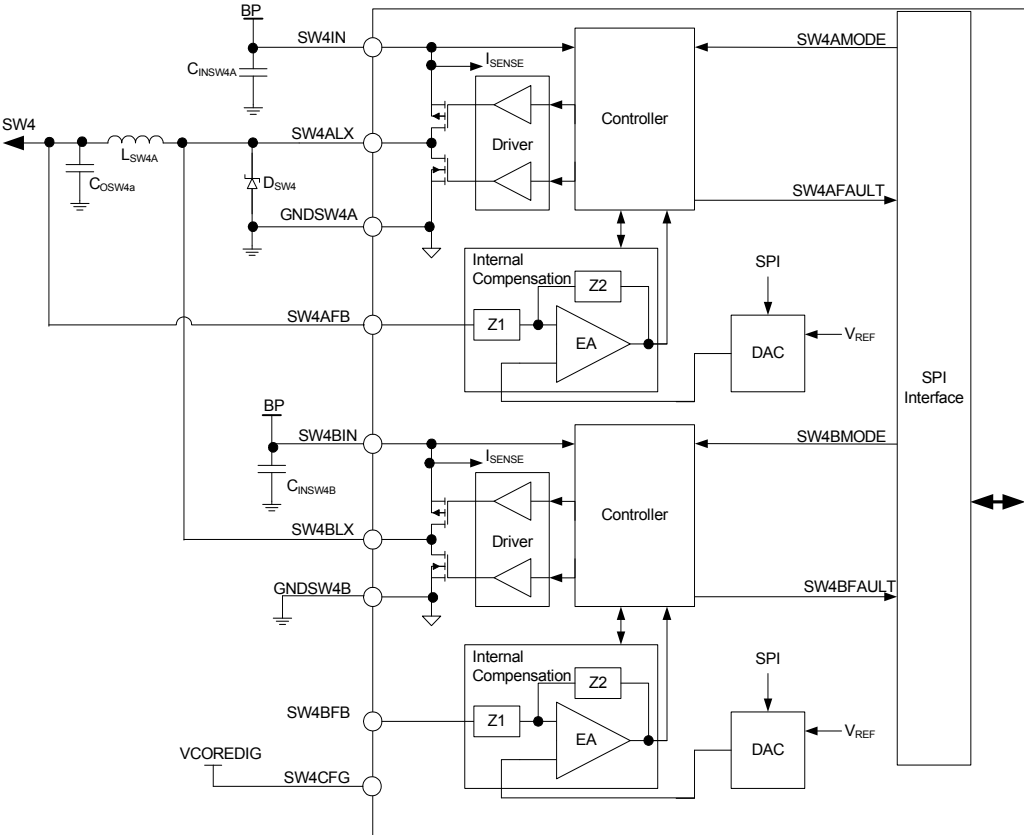 BP
SW4IN
SW4AMODE
CINSW4A
ISENSE
Controller
SW4
SW4ALX
Driver
LSW4A
COSW4a
DSW4
SW4AFAULT
GNDSW4A
Internal
Compensation
Z2
SPI
SW4AFB
Z1
EA
DAC
VREF
SPI
Interface
BP
SW4BIN
SW4BMODE
CINSW4B
ISENSE
Controller
SW4BLX
Driver
GNDSW4B
SW4BFAULT
Internal
Compensation
Z2
SPI
SW4BFB
Z1
EA
DAC
VREF
VCOREDIG
SW4CFG